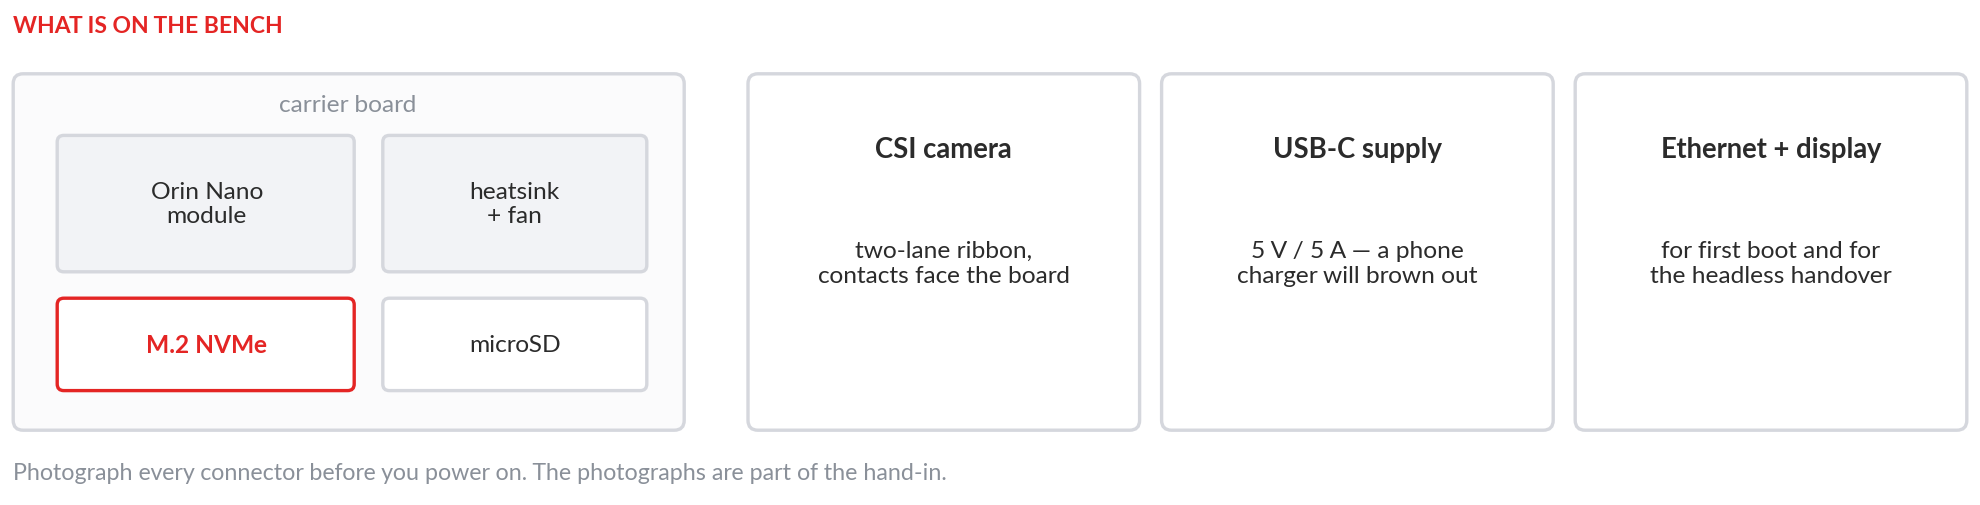 WHAT IS ON THE BENCH
carrier board
Orin Nano
module
heatsink
+ fan
M.2 NVMe
microSD
CSI camera
two-lane ribbon,
contacts face the board
USB-C supply
5 V / 5 A — a phone
charger will brown out
Ethernet + display
for first boot and for
the headless handover
Photograph every connector before you power on. The photographs are part of the hand-in.